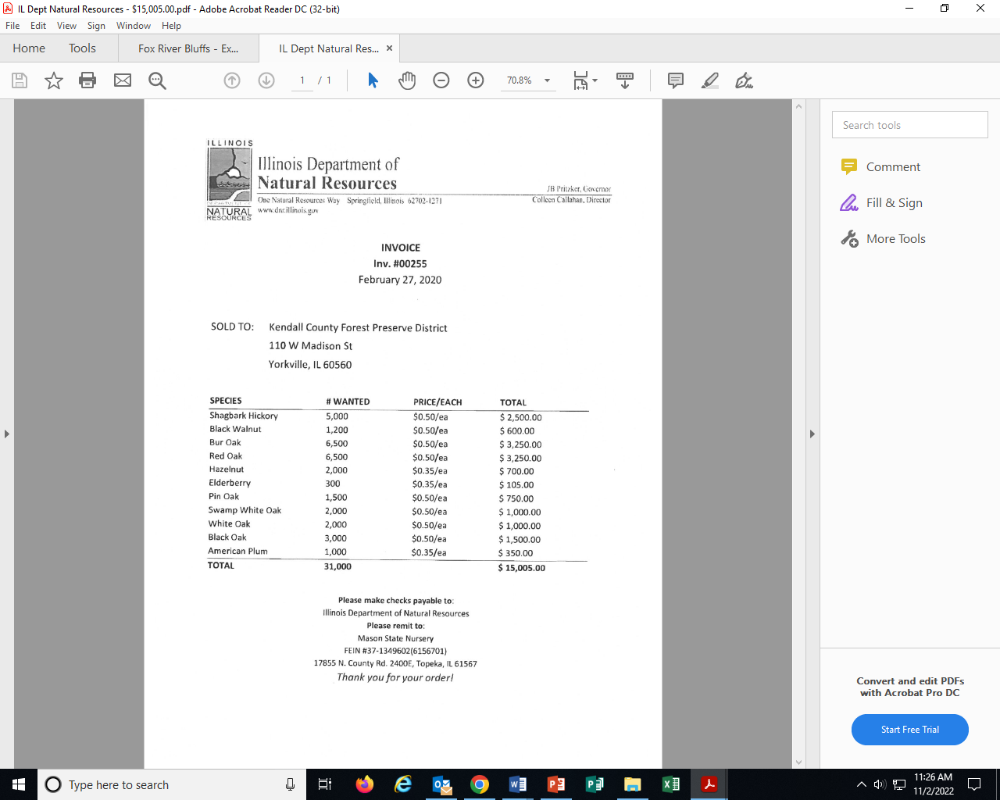 IL Dept Natural Resources - $15,005.00.pdf - Adobe Acrobat Reader DC (32-bit)
File Edit View Sign Window Help
Home Tools Fox River Bluffs - Ex... IL Dept Natural Res... ×
1 / 1 70.8%
Search tools
Comment
Fill & Sign
More Tools
ILLINOIS
DEPARTMENT OF
NATURAL
RESOURCES
Illinois Department of
Natural Resources
One Natural Resources Way Springfield, Illinois 62702-1271
www.dnr.illinois.gov
JB Pritzker, Governor
Colleen Callahan, Director
INVOICE
Inv. #00255
February 27, 2020
SOLD TO: Kendall County Forest Preserve District
110 W Madison St
Yorkville, IL 60560
SPECIES # WANTED PRICE/EACH TOTAL
Shagbark Hickory 5,000 $0.50/ea $ 2,500.00
Black Walnut 1,200 $0.50/ea $ 600.00
Bur Oak 6,500 $0.50/ea $ 3,250.00
Red Oak 6,500 $0.50/ea $ 3,250.00
Hazelnut 2,000 $0.35/ea $ 700.00
Elderberry 300 $0.35/ea $ 105.00
Pin Oak 1,500 $0.50/ea $ 750.00
Swamp White Oak 2,000 $0.50/ea $ 1,000.00
White Oak 2,000 $0.50/ea $ 1,000.00
Black Oak 3,000 $0.50/ea $ 1,500.00
American Plum 1,000 $0.35/ea $ 350.00
TOTAL 31,000 $ 15,005.00
Please make checks payable to:
Illinois Department of Natural Resources
Please remit to:
Mason State Nursery
FEIN #37-1349602(6156701)
17855 N. County Rd. 2400E, Topeka, IL 61567
Thank you for your order!
Convert and edit PDFs
with Acrobat Pro DC
Start Free Trial
Type here to search
11:26 AM
11/2/2022